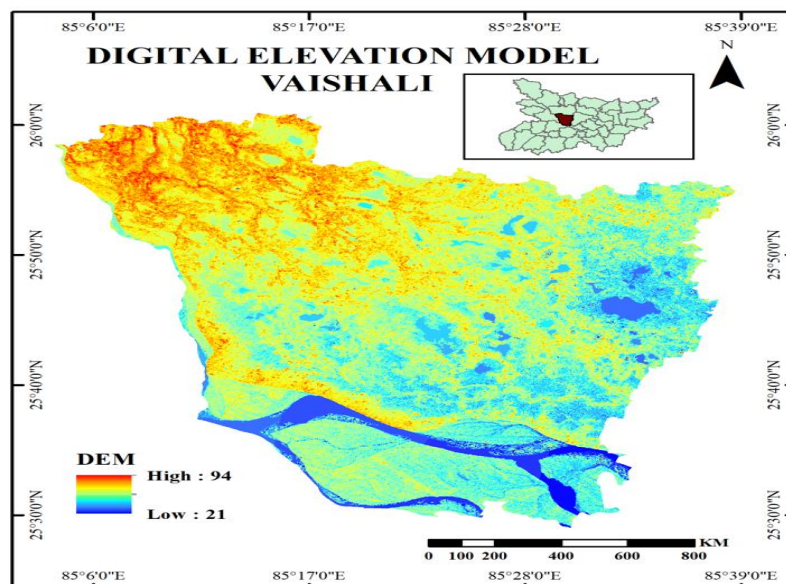 85°6'0"E 85°17'0"E 85°28'0"E 85°39'0"E
DIGITAL ELEVATION MODEL
VAISHALI
N
26°0'0"N
26°0'0"N
25°50'0"N
25°50'0"N
25°40'0"N
25°40'0"N
25°30'0"N
25°30'0"N
DEM
High : 94
Low : 21
KM
0 100 200 400 600 800
85°6'0"E 85°17'0"E 85°28'0"E 85°39'0"E